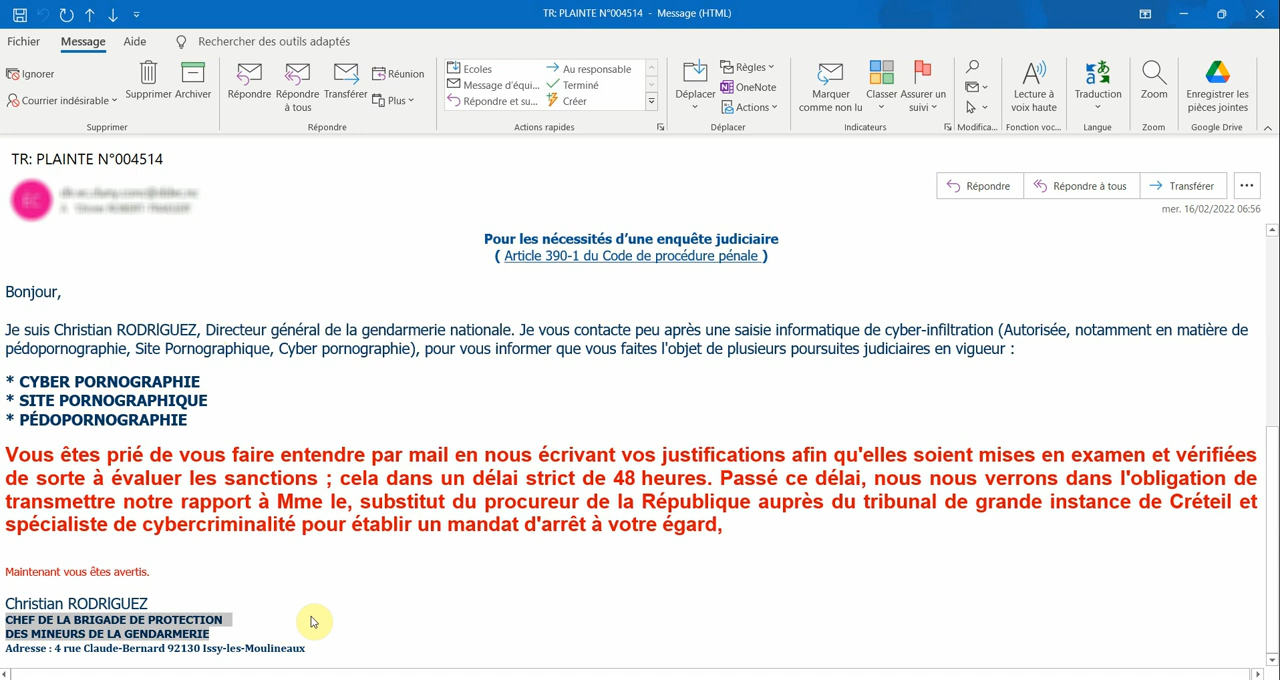 TR: PLAINTE N°004514 - Message (HTML)
Fichier Message Aide Rechercher des outils adaptés
Ignorer
Courrier indésirable
Supprimer Archiver
Supprimer
Répondre Répondre à tous Transférer
Réunion
Plus
Répondre
Ecoles
Message d'équi...
Répondre et su...
Au responsable
Terminé
Créer
Actions rapides
Déplacer
Règles
OneNote
Actions
Déplacer
Marquer comme non lu
Classer
Assurer un suivi
Indicateurs
Modifica...
Lecture à voix haute
Fonction voc...
Traduction
Langue
Zoom
Zoom
Enregistrer les pièces jointes
Google Drive
TR: PLAINTE N°004514
EC
Répondre Répondre à tous Transférer
mer. 16/02/2022 06:56
Pour les nécessités d'une enquête judiciaire
( Article 390-1 du Code de procédure pénale )
Bonjour,
Je suis Christian RODRIGUEZ, Directeur général de la gendarmerie nationale. Je vous contacte peu après une saisie informatique de cyber-infiltration (Autorisée, notamment en matière de
pédopornographie, Site Pornographique, Cyber pornographie), pour vous informer que vous faites l'objet de plusieurs poursuites judiciaires en vigueur :
* CYBER PORNOGRAPHIE
* SITE PORNOGRAPHIQUE
* PÉDOPORNOGRAPHIE
Vous êtes prié de vous faire entendre par mail en nous écrivant vos justifications afin qu'elles soient mises en examen et vérifiées
de sorte à évaluer les sanctions ; cela dans un délai strict de 48 heures. Passé ce délai, nous nous verrons dans l'obligation de
transmettre notre rapport à Mme le, substitut du procureur de la République auprès du tribunal de grande instance de Créteil et
spécialiste de cybercriminalité pour établir un mandat d'arrêt à votre égard,
Maintenant vous êtes avertis.
Christian RODRIGUEZ
CHEF DE LA BRIGADE DE PROTECTION
DES MINEURS DE LA GENDARMERIE
Adresse : 4 rue Claude-Bernard 92130 Issy-les-Moulineaux